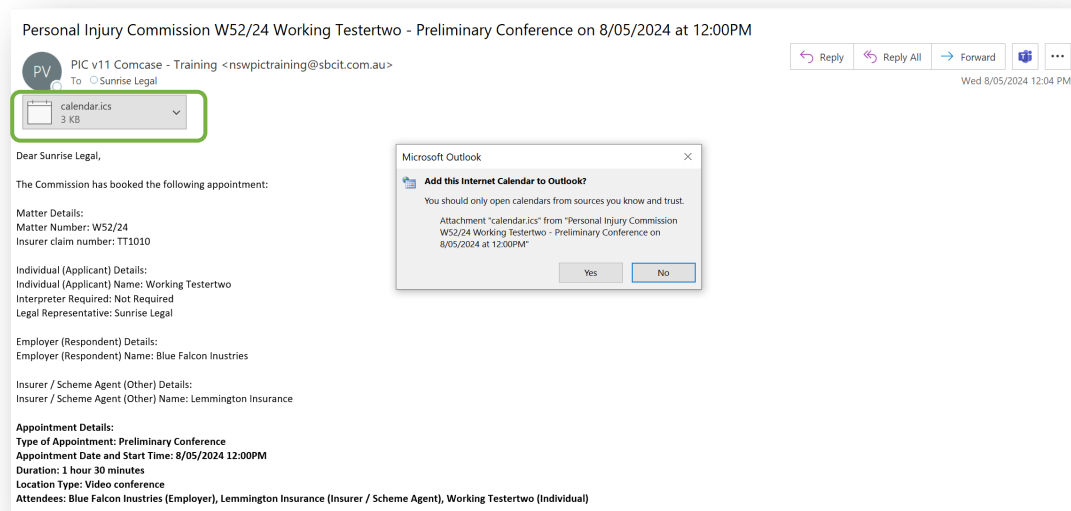 Personal Injury Commission W52/24 Working Testertwo - Preliminary Conference on 8/05/2024 at 12:00PM
PV
PIC v11 Comcase - Training <nswpictraining@sbcit.com.au>
To Sunrise Legal
Reply
Reply All
Forward
Wed 8/05/2024 12:04 PM
calendar.ics
3 KB
Dear Sunrise Legal,
The Commission has booked the following appointment:
Matter Details:
Matter Number: W52/24
Insurer claim number: TT1010
Individual (Applicant) Details:
Individual (Applicant) Name: Working Testertwo
Interpreter Required: Not Required
Legal Representative: Sunrise Legal
Employer (Respondent) Details:
Employer (Respondent) Name: Blue Falcon Inustries
Insurer / Scheme Agent (Other) Details:
Insurer / Scheme Agent (Other) Name: Lemmington Insurance
Appointment Details:
Type of Appointment: Preliminary Conference
Appointment Date and Start Time: 8/05/2024 12:00PM
Duration: 1 hour 30 minutes
Location Type: Video conference
Attendees: Blue Falcon Inustries (Employer), Lemmington Insurance (Insurer / Scheme Agent), Working Testertwo (Individual)
Microsoft Outlook
Add this Internet Calendar to Outlook?
You should only open calendars from sources you know and trust.
Attachment "calendar.ics" from "Personal Injury Commission
W52/24 Working Testertwo - Preliminary Conference on
8/05/2024 at 12:00PM"
Yes
No